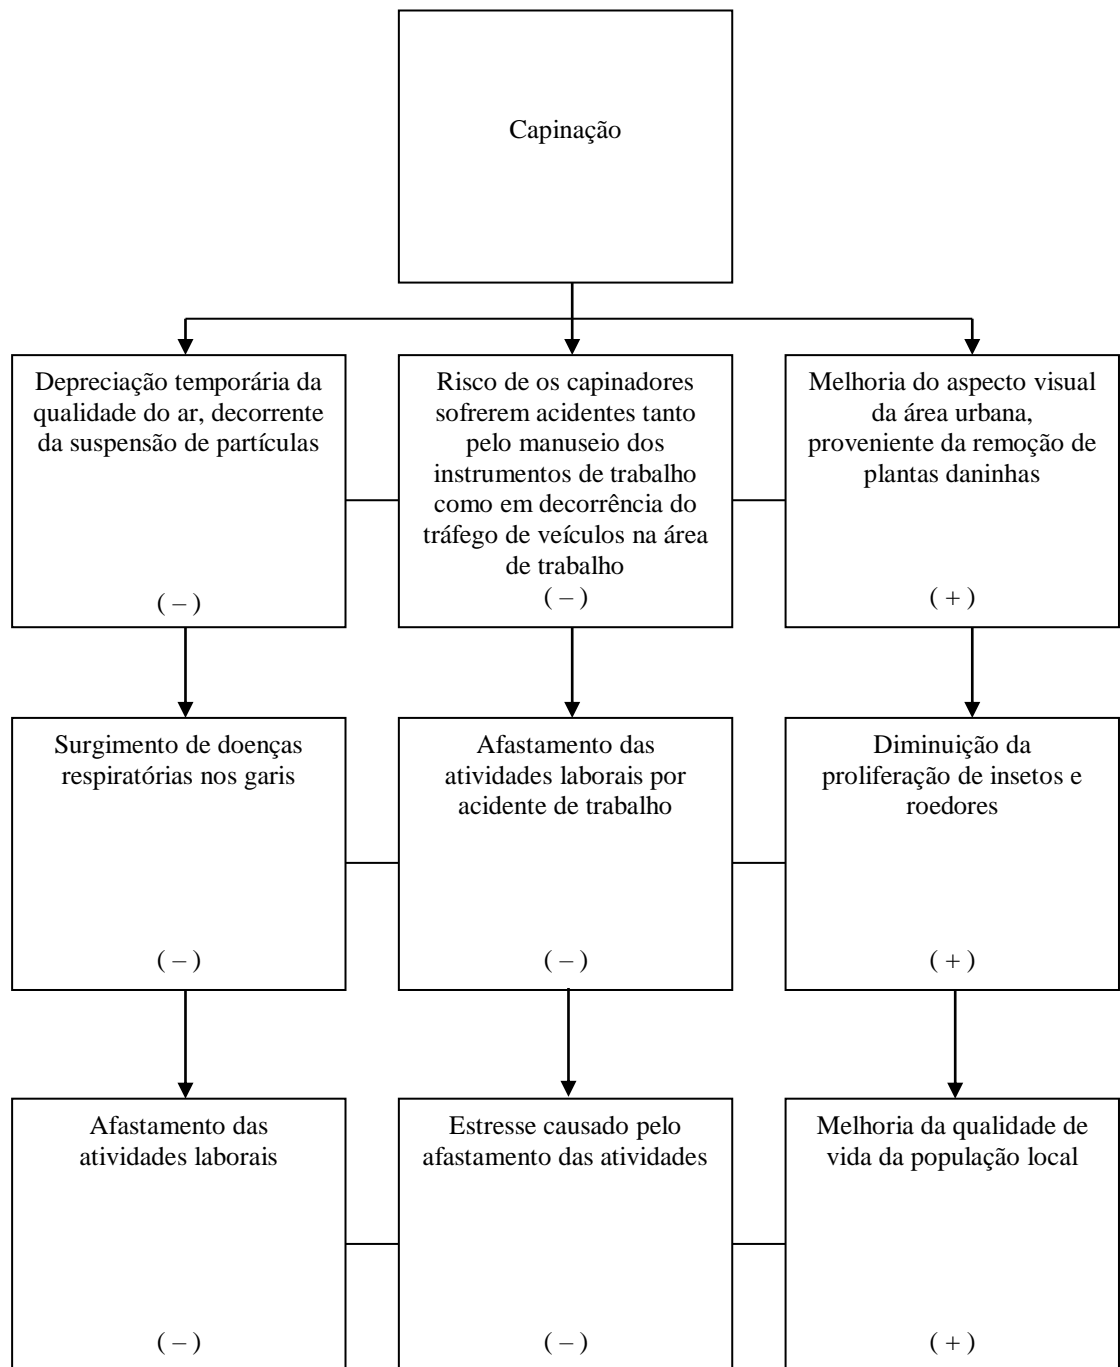 Capinação
Depreciação temporária da
qualidade do ar, decorrente
da suspensão de partículas
( – )
Risco de os capinadores
sofrerem acidentes tanto
pelo manuseio dos
instrumentos de trabalho
como em decorrência do
tráfego de veículos na área
de trabalho
( – )
Melhoria do aspecto visual
da área urbana,
proveniente da remoção de
plantas daninhas
( + )
Surgimento de doenças
respiratórias nos garis
( – )
Afastamento das
atividades laborais por
acidente de trabalho
( – )
Diminuição da
proliferação de insetos e
roedores
( + )
Afastamento das
atividades laborais
( – )
Estresse causado pelo
afastamento das atividades
( – )
Melhoria da qualidade de
vida da população local
( + )